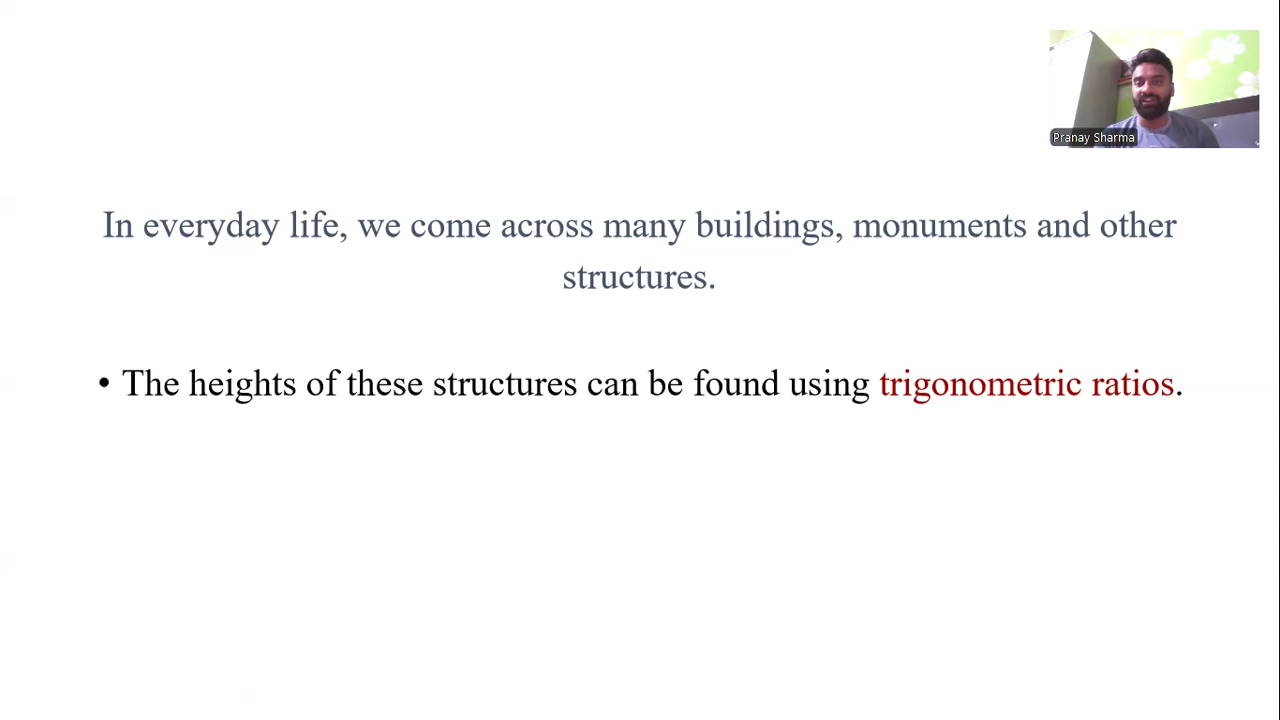 Pranay Sharma
In everyday life, we come across many buildings, monuments and other
structures.
• The heights of these structures can be found using trigonometric ratios.